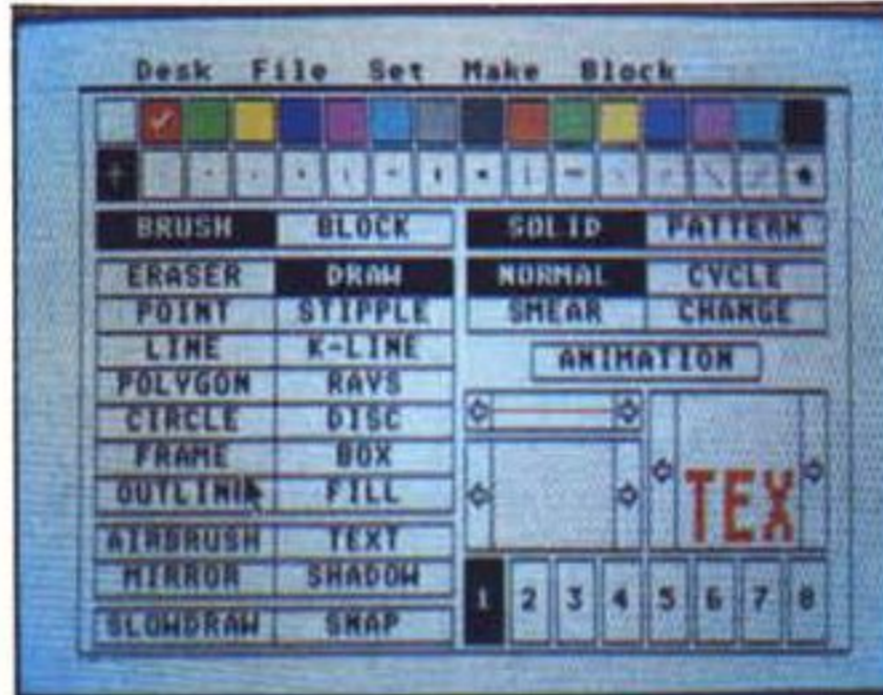 Desk File Set Make Block
BRUSH BLOCK SOLID PATTERN
ERASER DRAW NORMAL CYCLE
POINT STIPPLE SMEAR CHANGE
LINE K-LINE
ANIMATION
POLYGON RAYS
CIRCLE DISC
FRAME BOX
OUTLINE FILL
TEX
AIRBRUSH TEXT
MIRROR SHADOW
1 2 3 4 5 6 7 8
SLOWDRAW SNAP